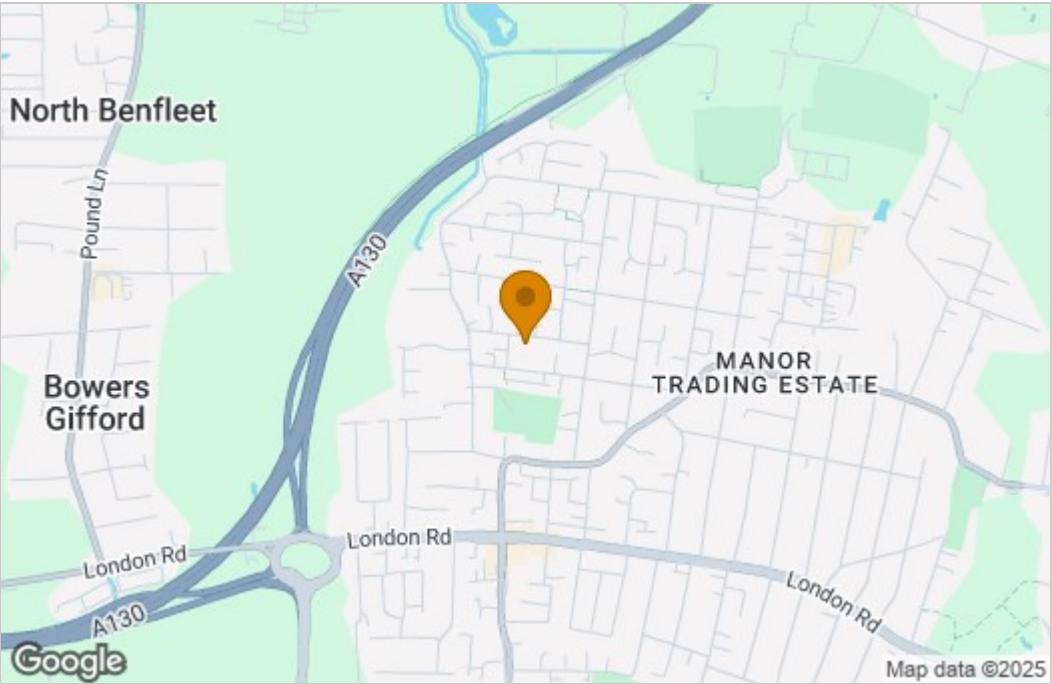 North Benfleet
Pound Ln
A130
MANOR
TRADING ESTATE
Bowers
Gifford
London Rd
London Rd
London Rd
A130
Google
Map data ©2025